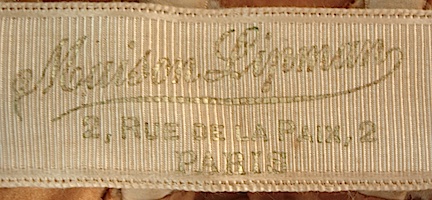 Maison Lipman
2, RUE DE LA PAIX, 2
PARIS